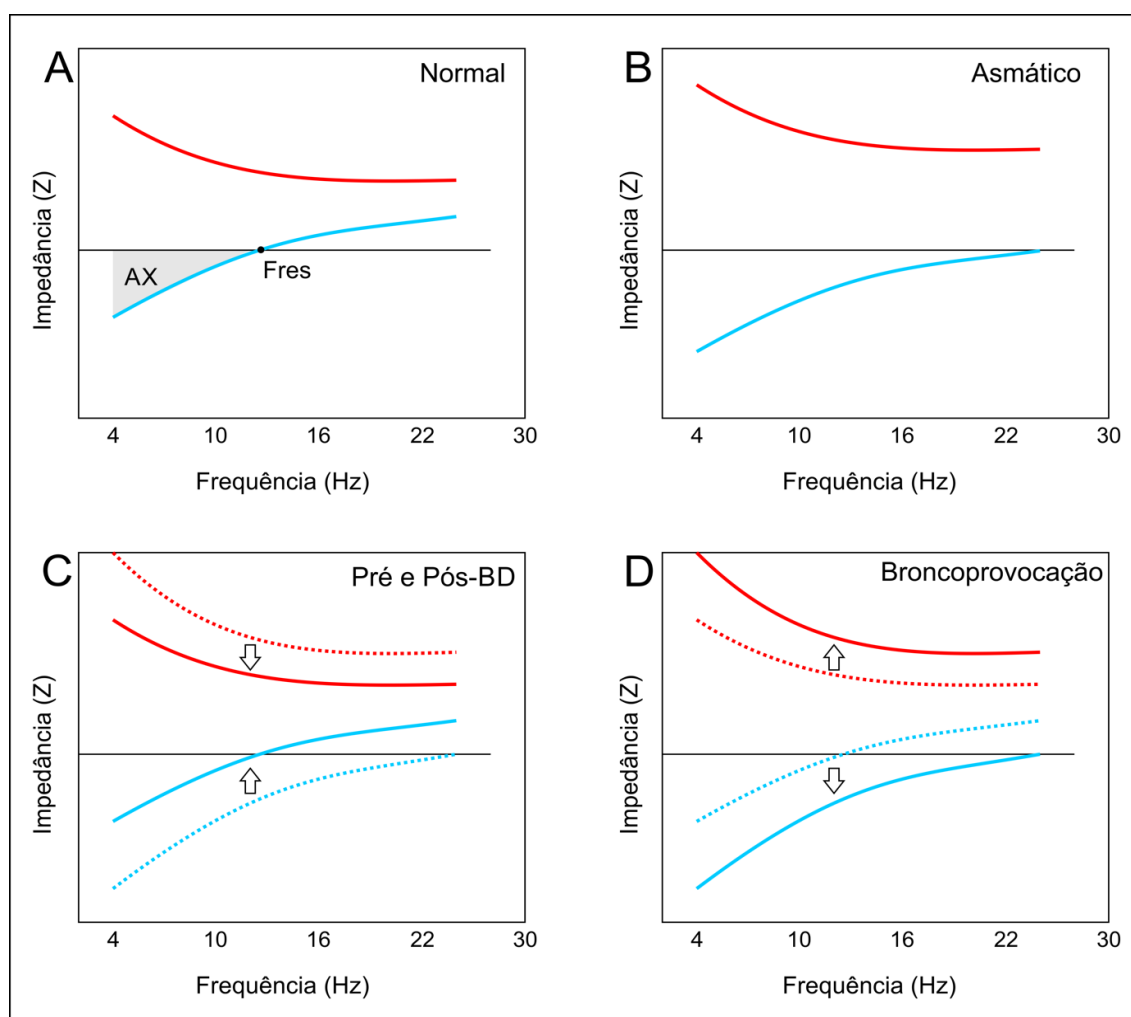 A
Normal
Impedância (Z)
AX
Fres
4 10 16 22 30
Frequência (Hz)
B
Asmático
Impedância (Z)
4 10 16 22 30
Frequência (Hz)
C
Pré e Pós-BD
Impedância (Z)
4 10 16 22 30
Frequência (Hz)
D
Broncoprovocação
Impedância (Z)
4 10 16 22 30
Frequência (Hz)